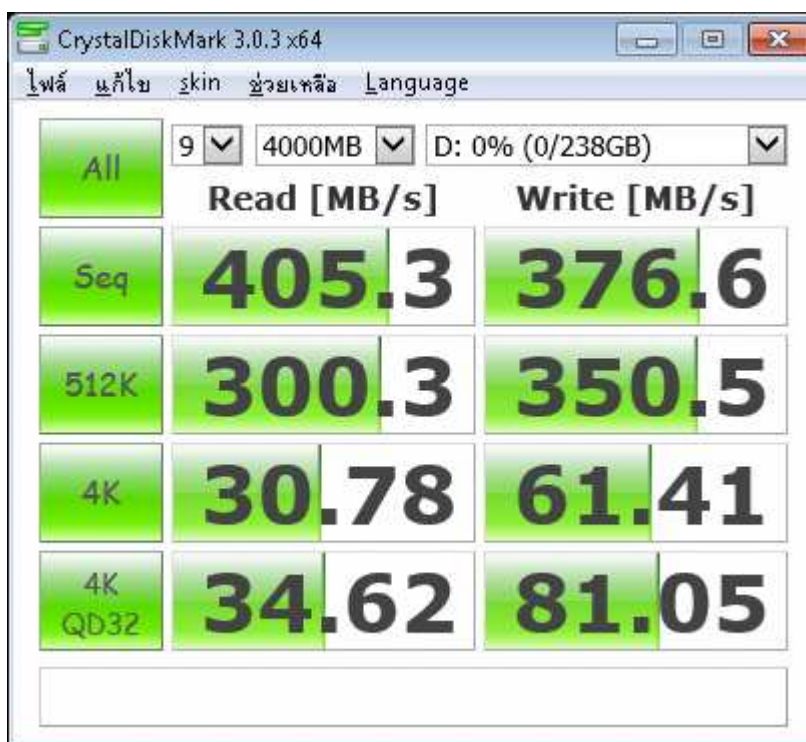 CrystalDiskMark 3.0.3 x64
ไฟล์ แก้ไข skin ช่วยเหลือ Language
All 9 4000MB D: 0% (0/238GB)
Read [MB/s] Write [MB/s]
Seq 405.3 376.6
512K 300.3 350.5
4K 30.78 61.41
4K
QD32 34.62 81.05